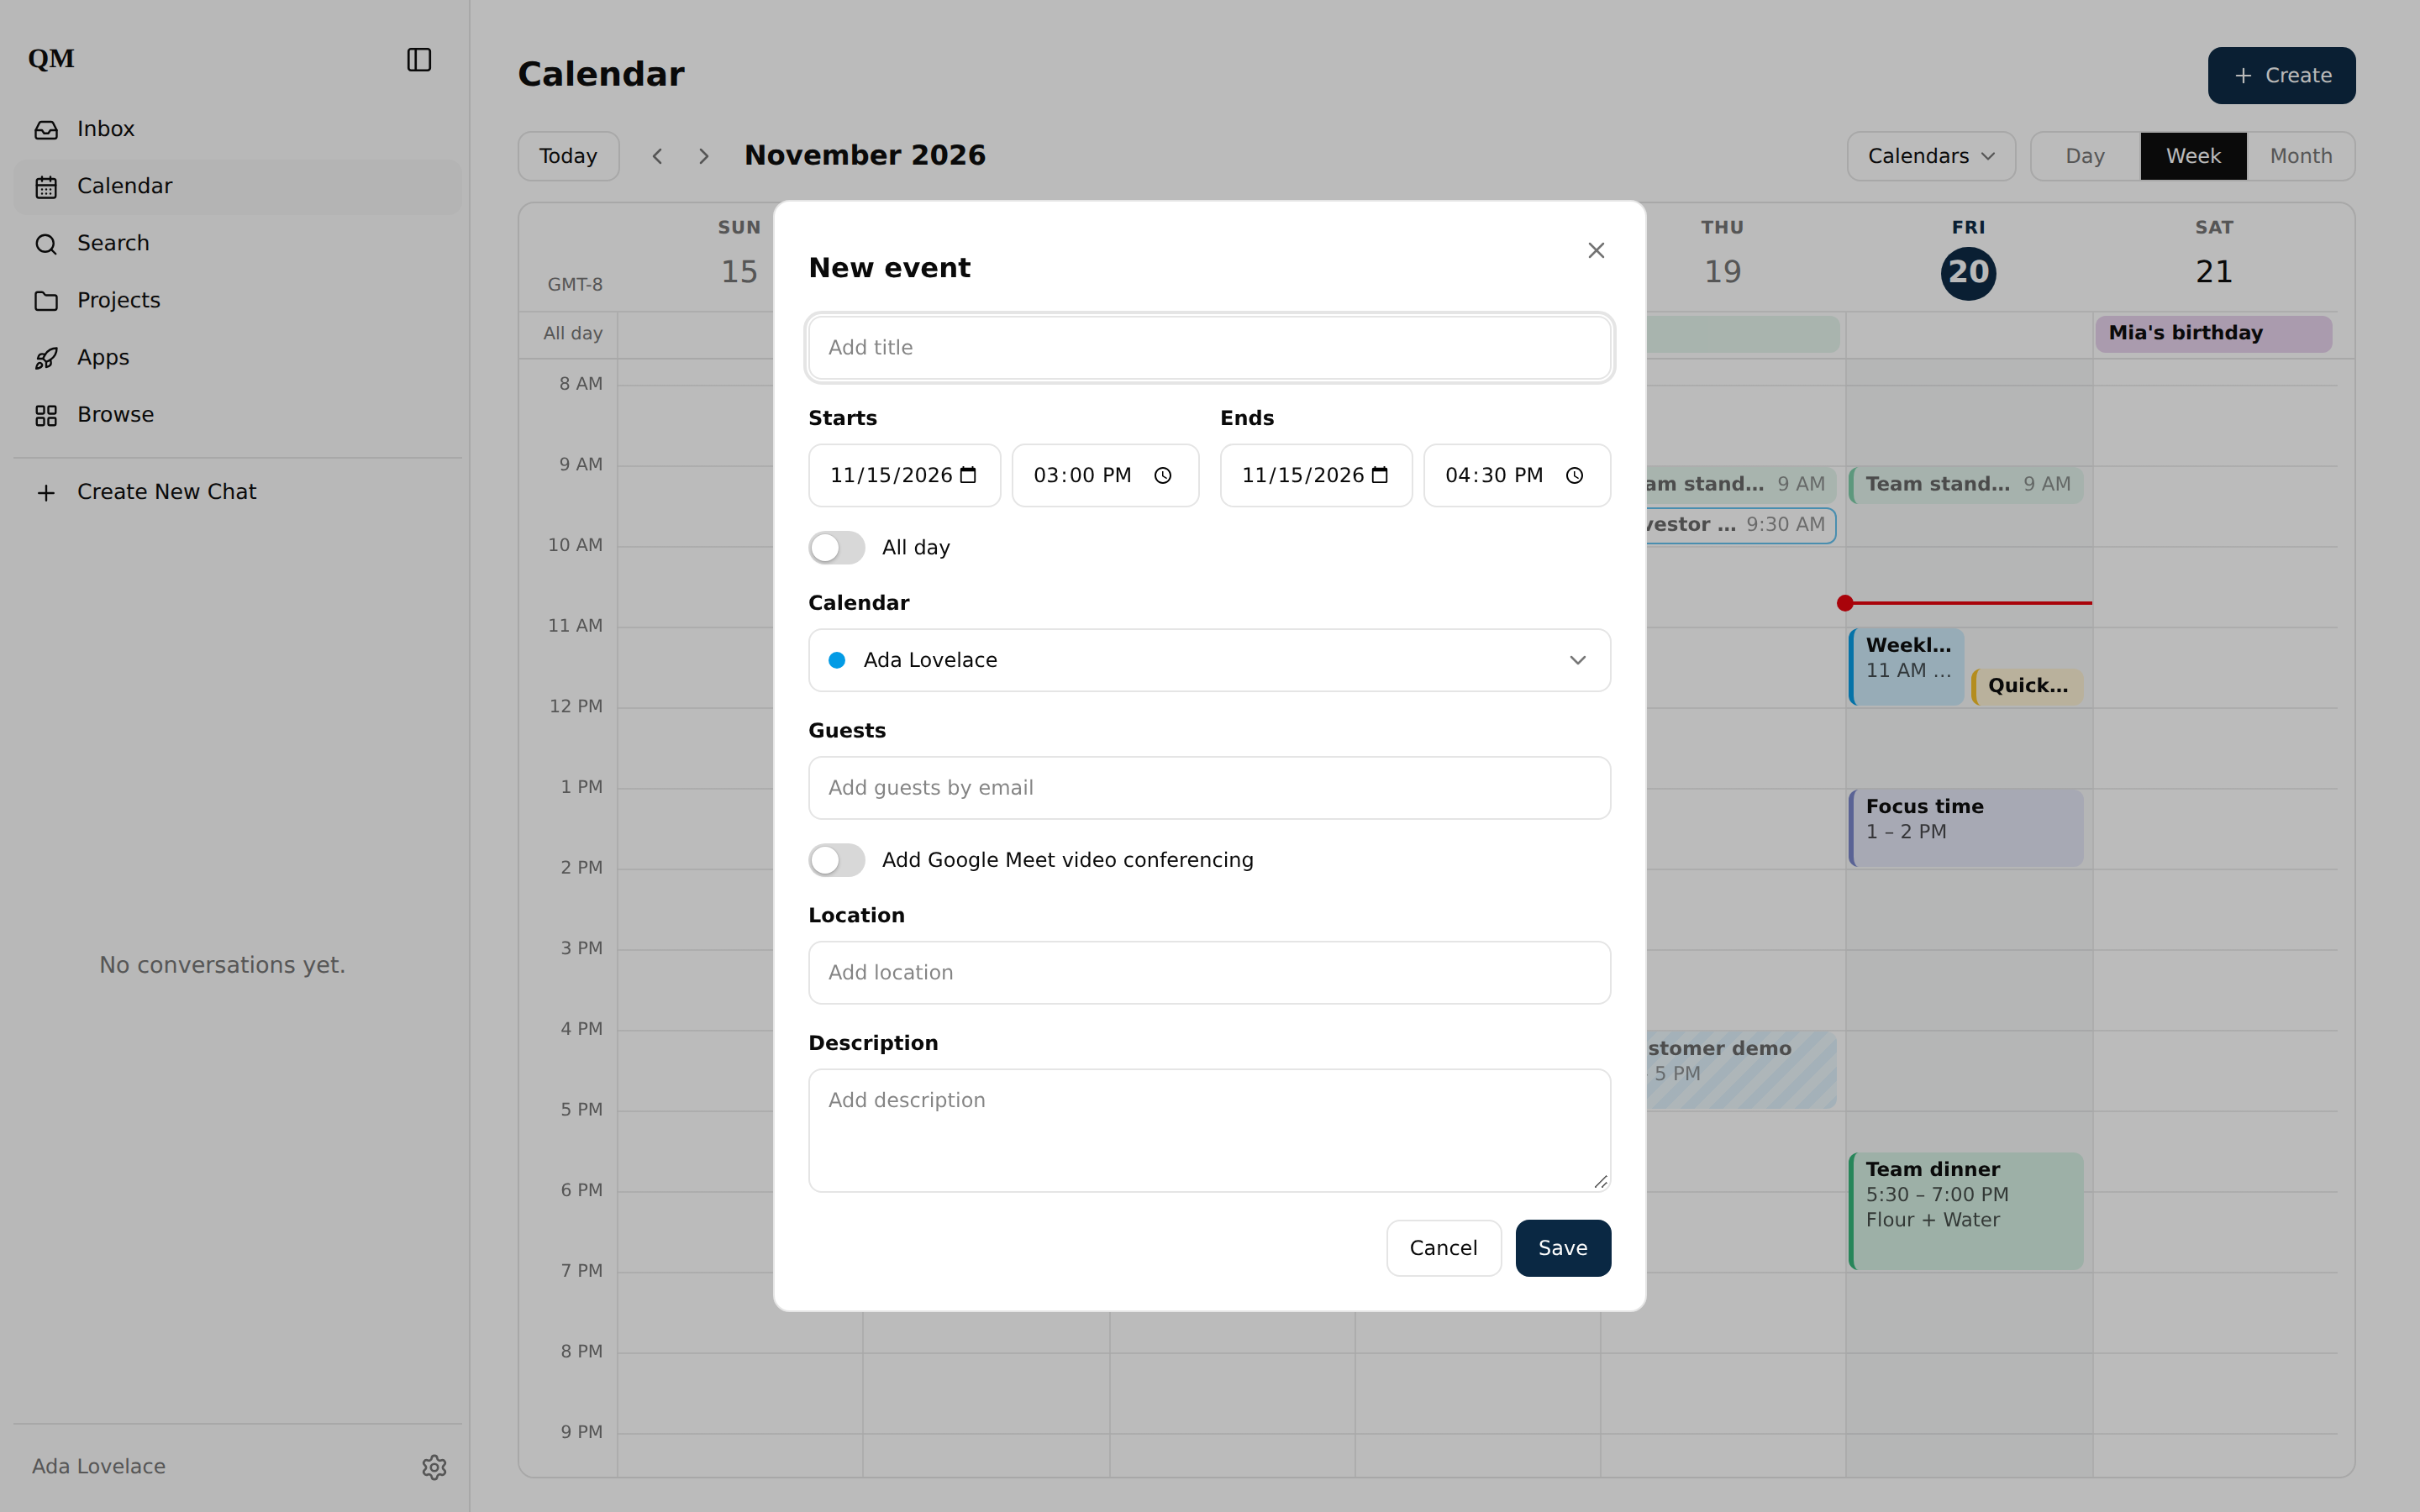 QM
Inbox
Calendar
Search
Projects
Apps
Browse
Create New Chat
No conversations yet.
Ada Lovelace
Calendar
Create
Today
November 2026
Calendars
Day
Week
Month
GMT-8
SUN
15
THU
19
FRI
20
SAT
21
All day
Mia's birthday
8 AM
9 AM
10 AM
11 AM
12 PM
1 PM
2 PM
3 PM
4 PM
5 PM
6 PM
7 PM
8 PM
9 PM
am stand… 9 AM
vestor … 9:30 AM
stomer demo
5 PM
Team stand… 9 AM
Weekl…
11 AM …
Quick…
Focus time
1 – 2 PM
Team dinner
5:30 – 7:00 PM
Flour + Water
New event
Add title
Starts
Ends
11/15/2026
03:00 PM
11/15/2026
04:30 PM
All day
Calendar
Ada Lovelace
Guests
Add guests by email
Add Google Meet video conferencing
Location
Add location
Description
Add description
Cancel
Save